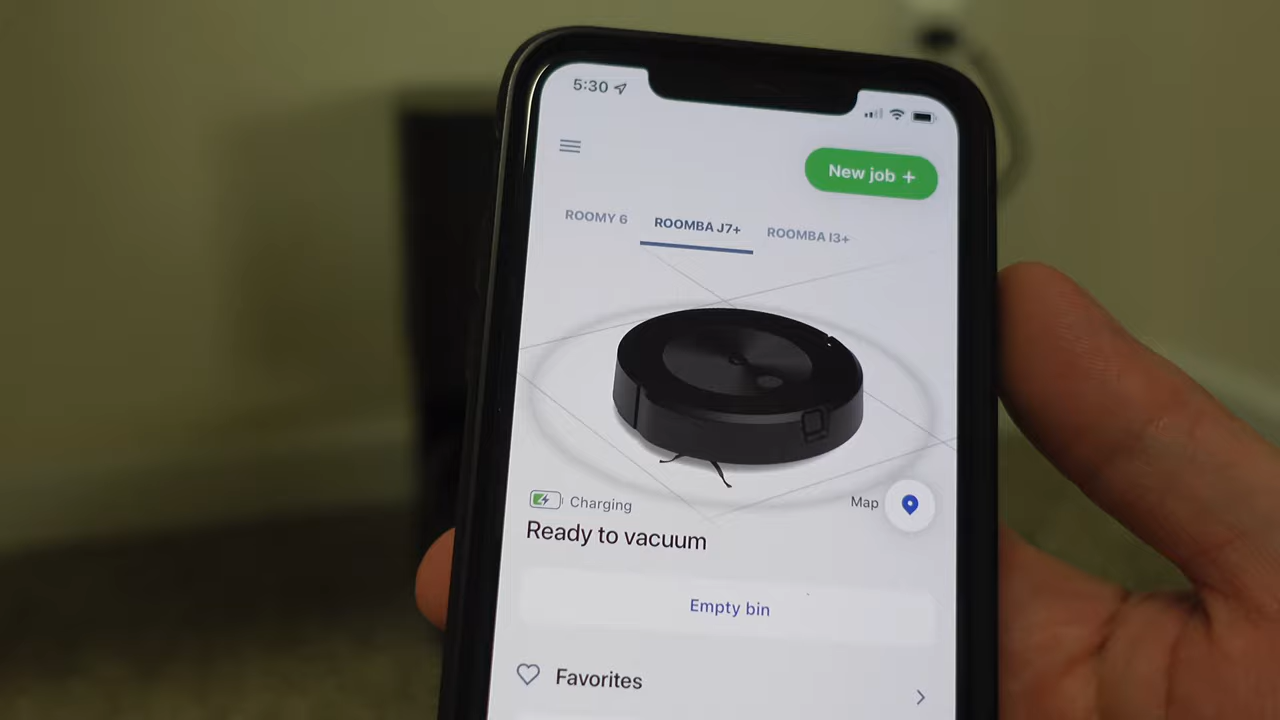 5:30
New job +
ROOMY 6 ROOMBA J7+ ROOMBA I3+
Charging Map
Ready to vacuum
Empty bin
Favorites